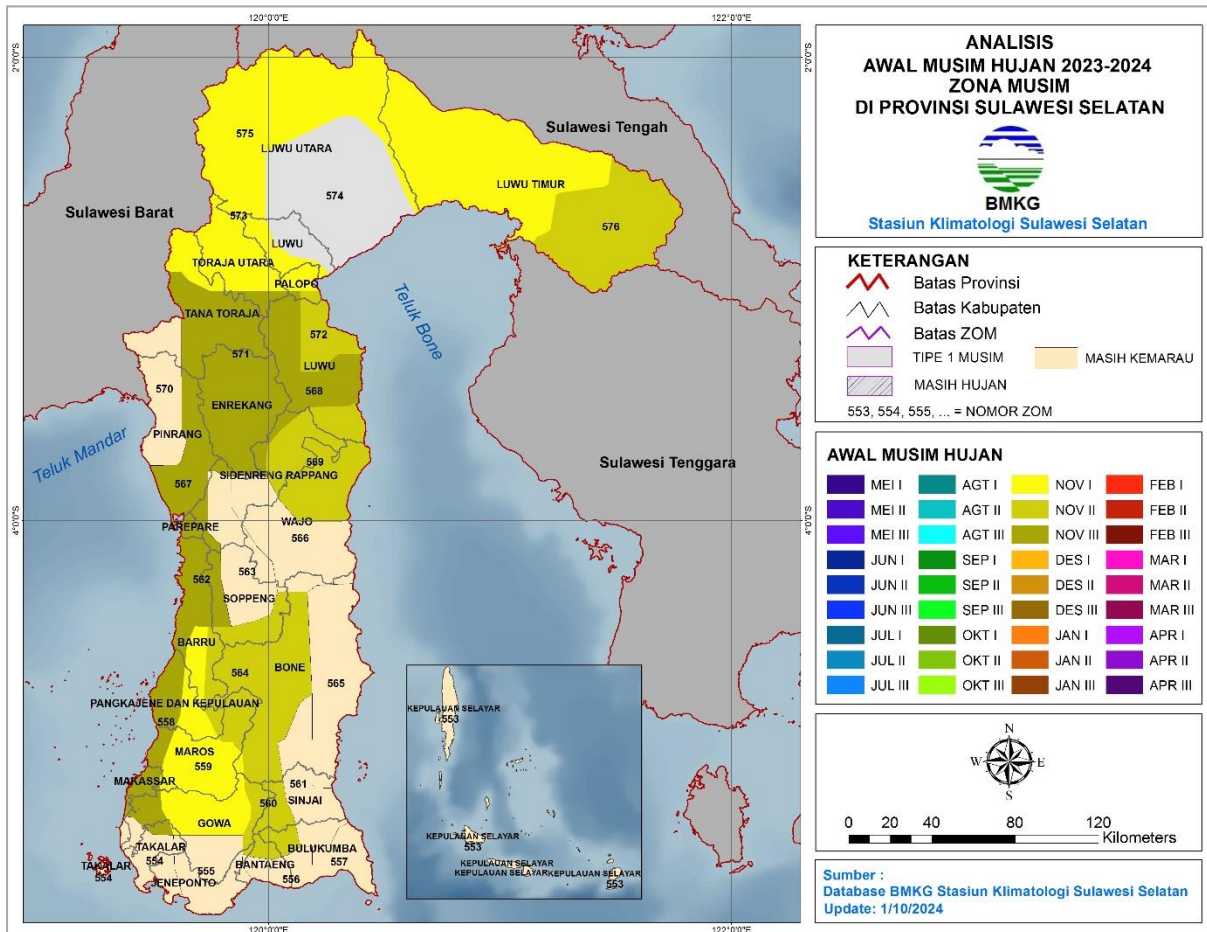 120°0'0"E
122°0'0"E
2°0'0"S
2°0'0"S
575
LUWU UTARA
Sulawesi Tengah
574
LUWU TIMUR
Sulawesi Barat
573
576
LUWU
TORAJA UTARA
PALOPO
Teluk Bone
TANA TORAJA
572
571
LUWU
570
568
ENREKANG
PINRANG
Teluk Mandar
569
SIDENRENG RAPPANG
Sulawesi Tenggara
567
4°0'0"S
PAREPARE
WAJO
4°0'0"S
566
562
563
SOPPENG
BARRU
564
BONE
565
PANGKAJENE DAN KEPULAUAN
558
MAROS
559
MAKASSAR
561
560
SINJAI
GOWA
TAKALAR
554
BULUKUMBA
557
TAKALAR
554
555
BANTAENG
556
JENEPONTO
KEPULAUAN SELAYAR
553
KEPULAUAN SELAYAR
553
KEPULAUAN SELAYAR
KEPULAUAN SELAYAR
KEPULAUAN SELAYAR
553
120°0'0"E
122°0'0"E
ANALISIS
AWAL MUSIM HUJAN 2023-2024
ZONA MUSIM
DI PROVINSI SULAWESI SELATAN
BMKG
Stasiun Klimatologi Sulawesi Selatan
KETERANGAN
Batas Provinsi
Batas Kabupaten
Batas ZOM
TIPE 1 MUSIM
MASIH KEMARAU
MASIH HUJAN
553, 554, 555, ... = NOMOR ZOM
AWAL MUSIM HUJAN
MEI I AGT I NOV I FEB I
MEI II AGT II NOV II FEB II
MEI III AGT III NOV III FEB III
JUN I SEP I DES I MAR I
JUN II SEP II DES II MAR II
JUN III SEP III DES III MAR III
JUL I OKT I JAN I APR I
JUL II OKT II JAN II APR II
JUL III OKT III JAN III APR III
N
W E
S
0 20 40 80 120
Kilometers
Sumber :
Database BMKG Stasiun Klimatologi Sulawesi Selatan
Update: 1/10/2024